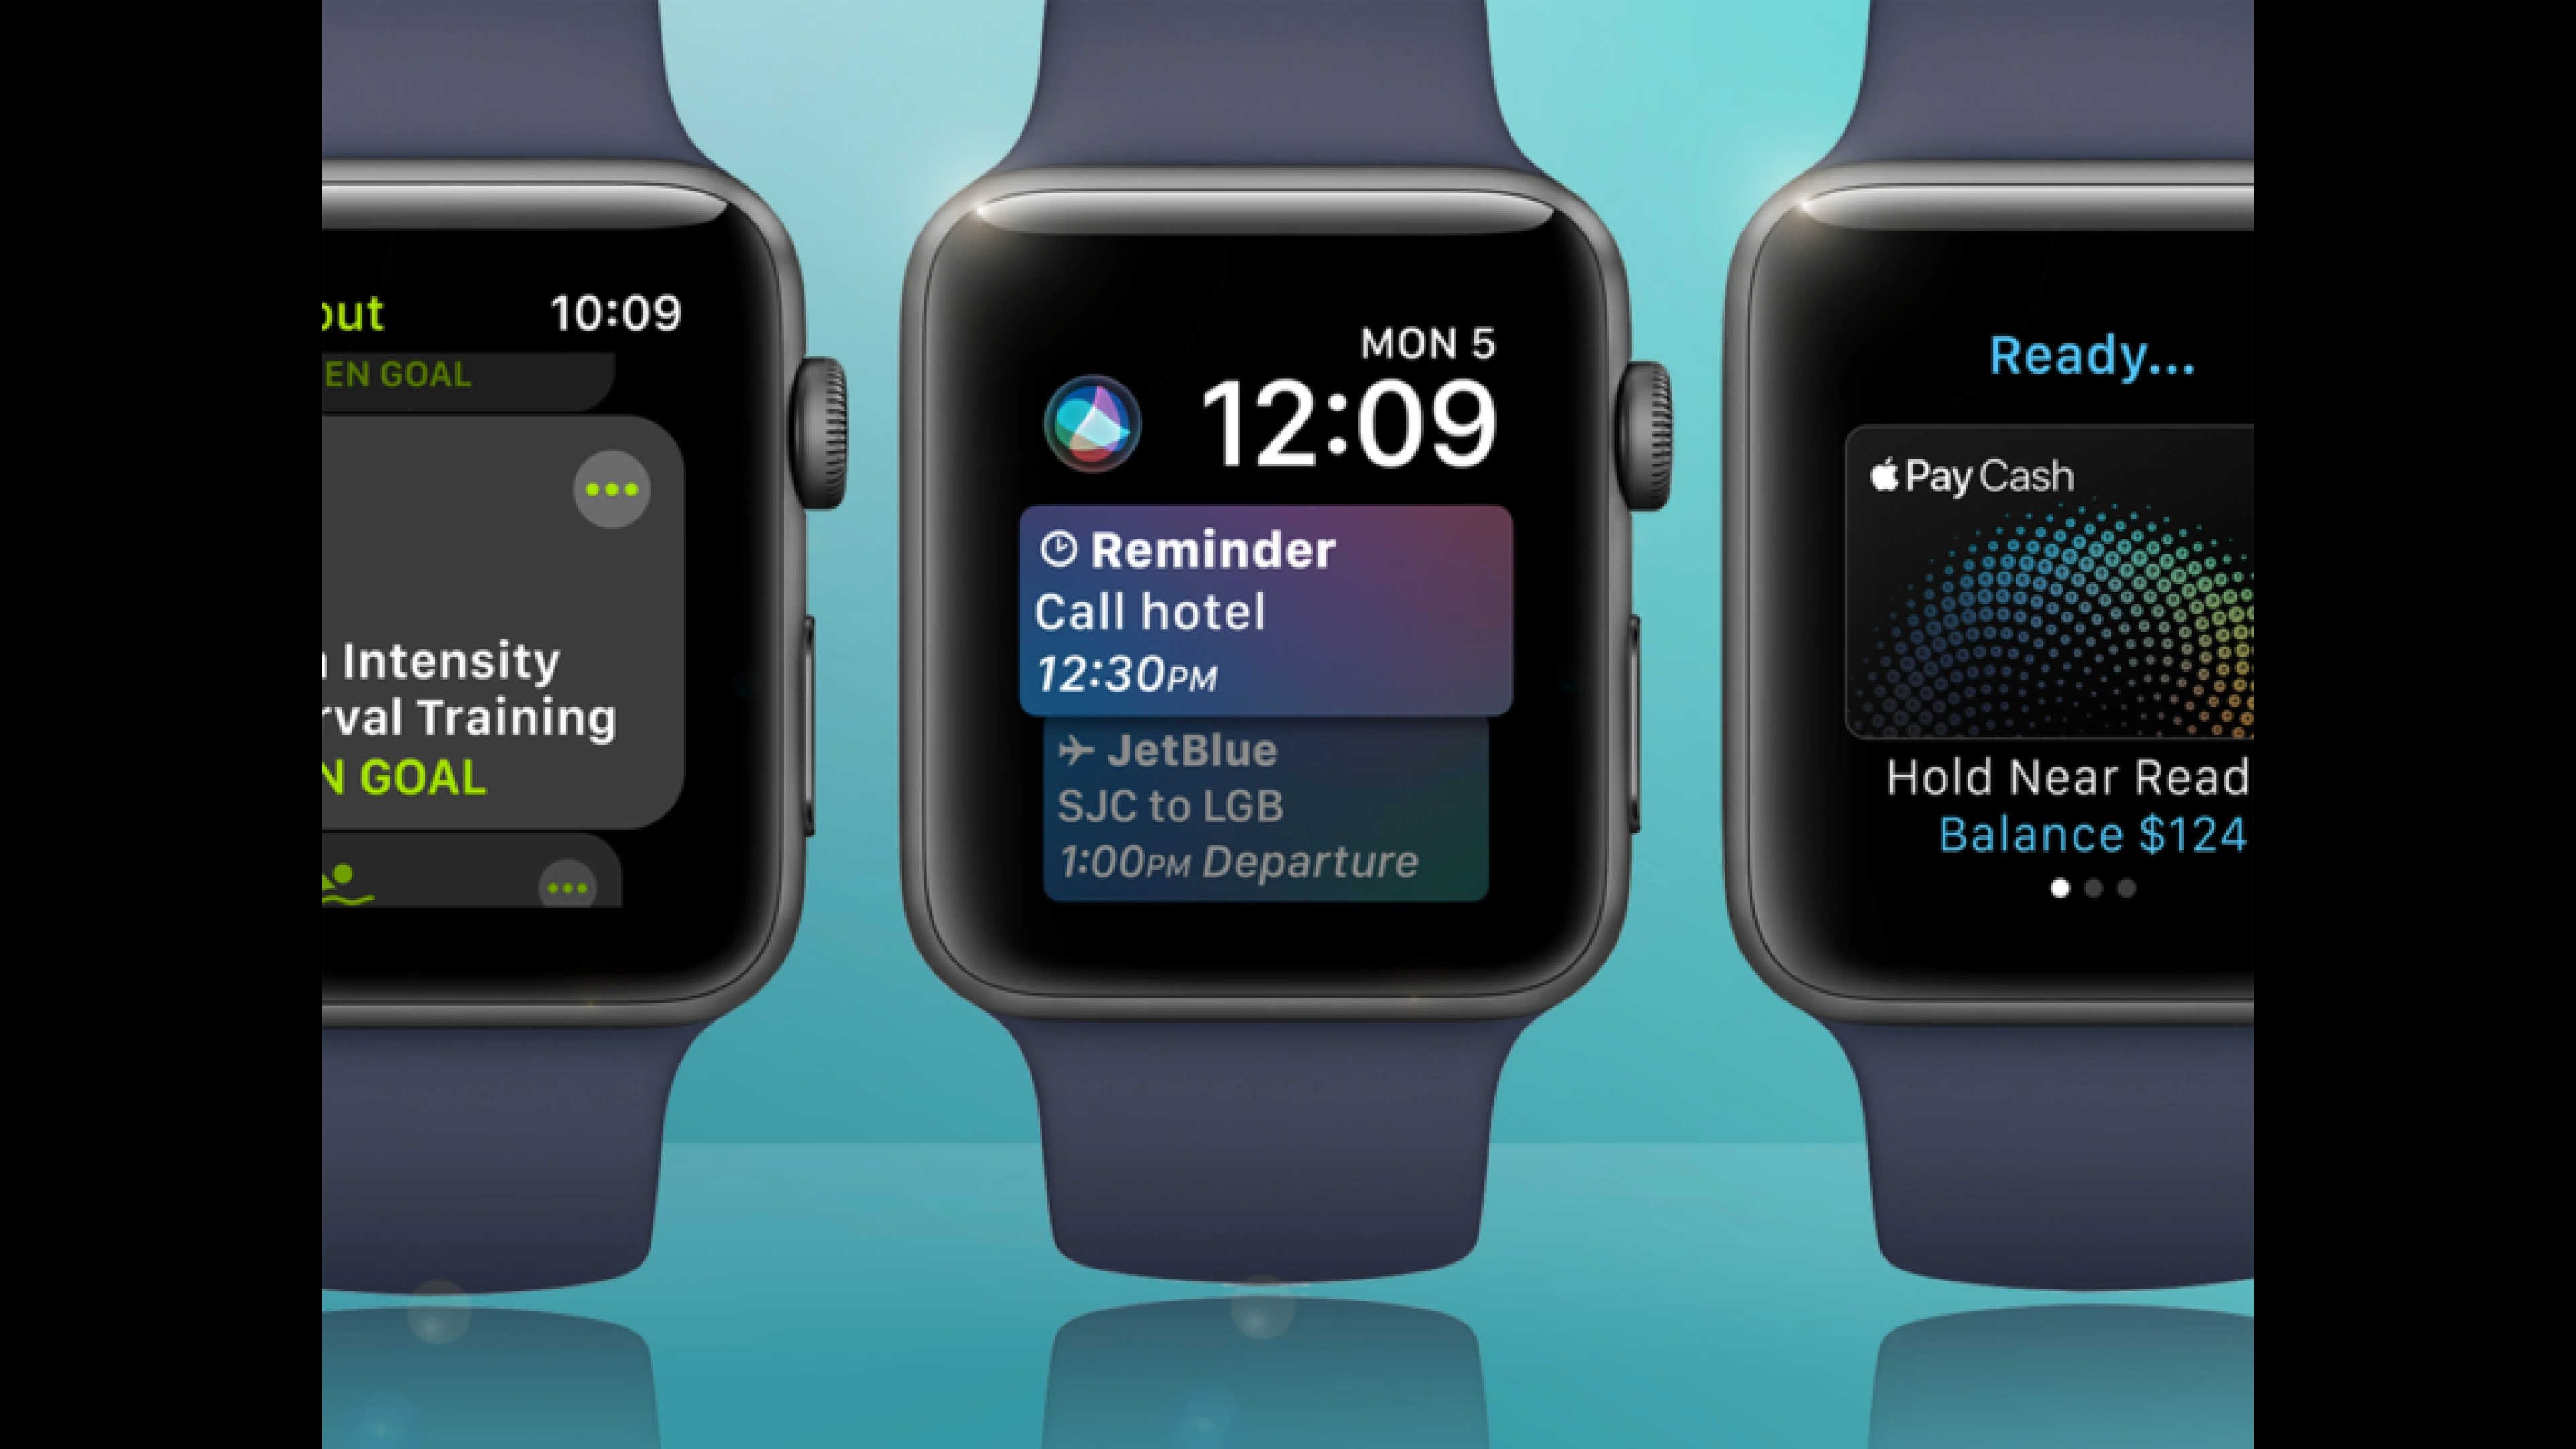 out 10:09
EN GOAL
Intensity
rval Training
N GOAL
MON 5
12:09
Reminder
Call hotel
12:30PM
JetBlue
SJC to LGB
1:00PM Departure
Ready...
Pay Cash
Hold Near Read
Balance $124